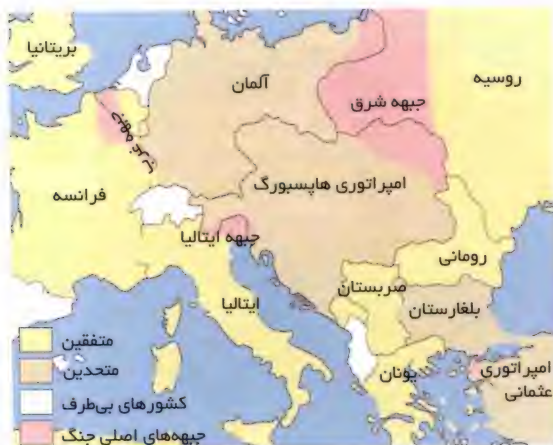 بریتانیا
آلمان
روسیه
جبهه شرق
جبهه غرب
امپراتوری هاپسبورگ
فرانسه
جبهه ایتالیا
رومانی
صربستان
ایتالیا
بلغارستان
یونان
امپراتوری
عثمانی
متفقین
متحدین
کشورهای بی‌طرف
جبهه‌های اصلی جنگ